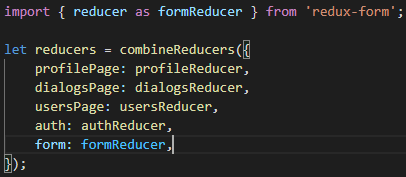 import { reducer as formReducer } from 'redux-form';
let reducers = combineReducers({
    profilePage: profileReducer,
    dialogsPage: dialogsReducer,
    usersPage: usersReducer,
    auth: authReducer,
    form: formReducer,
});